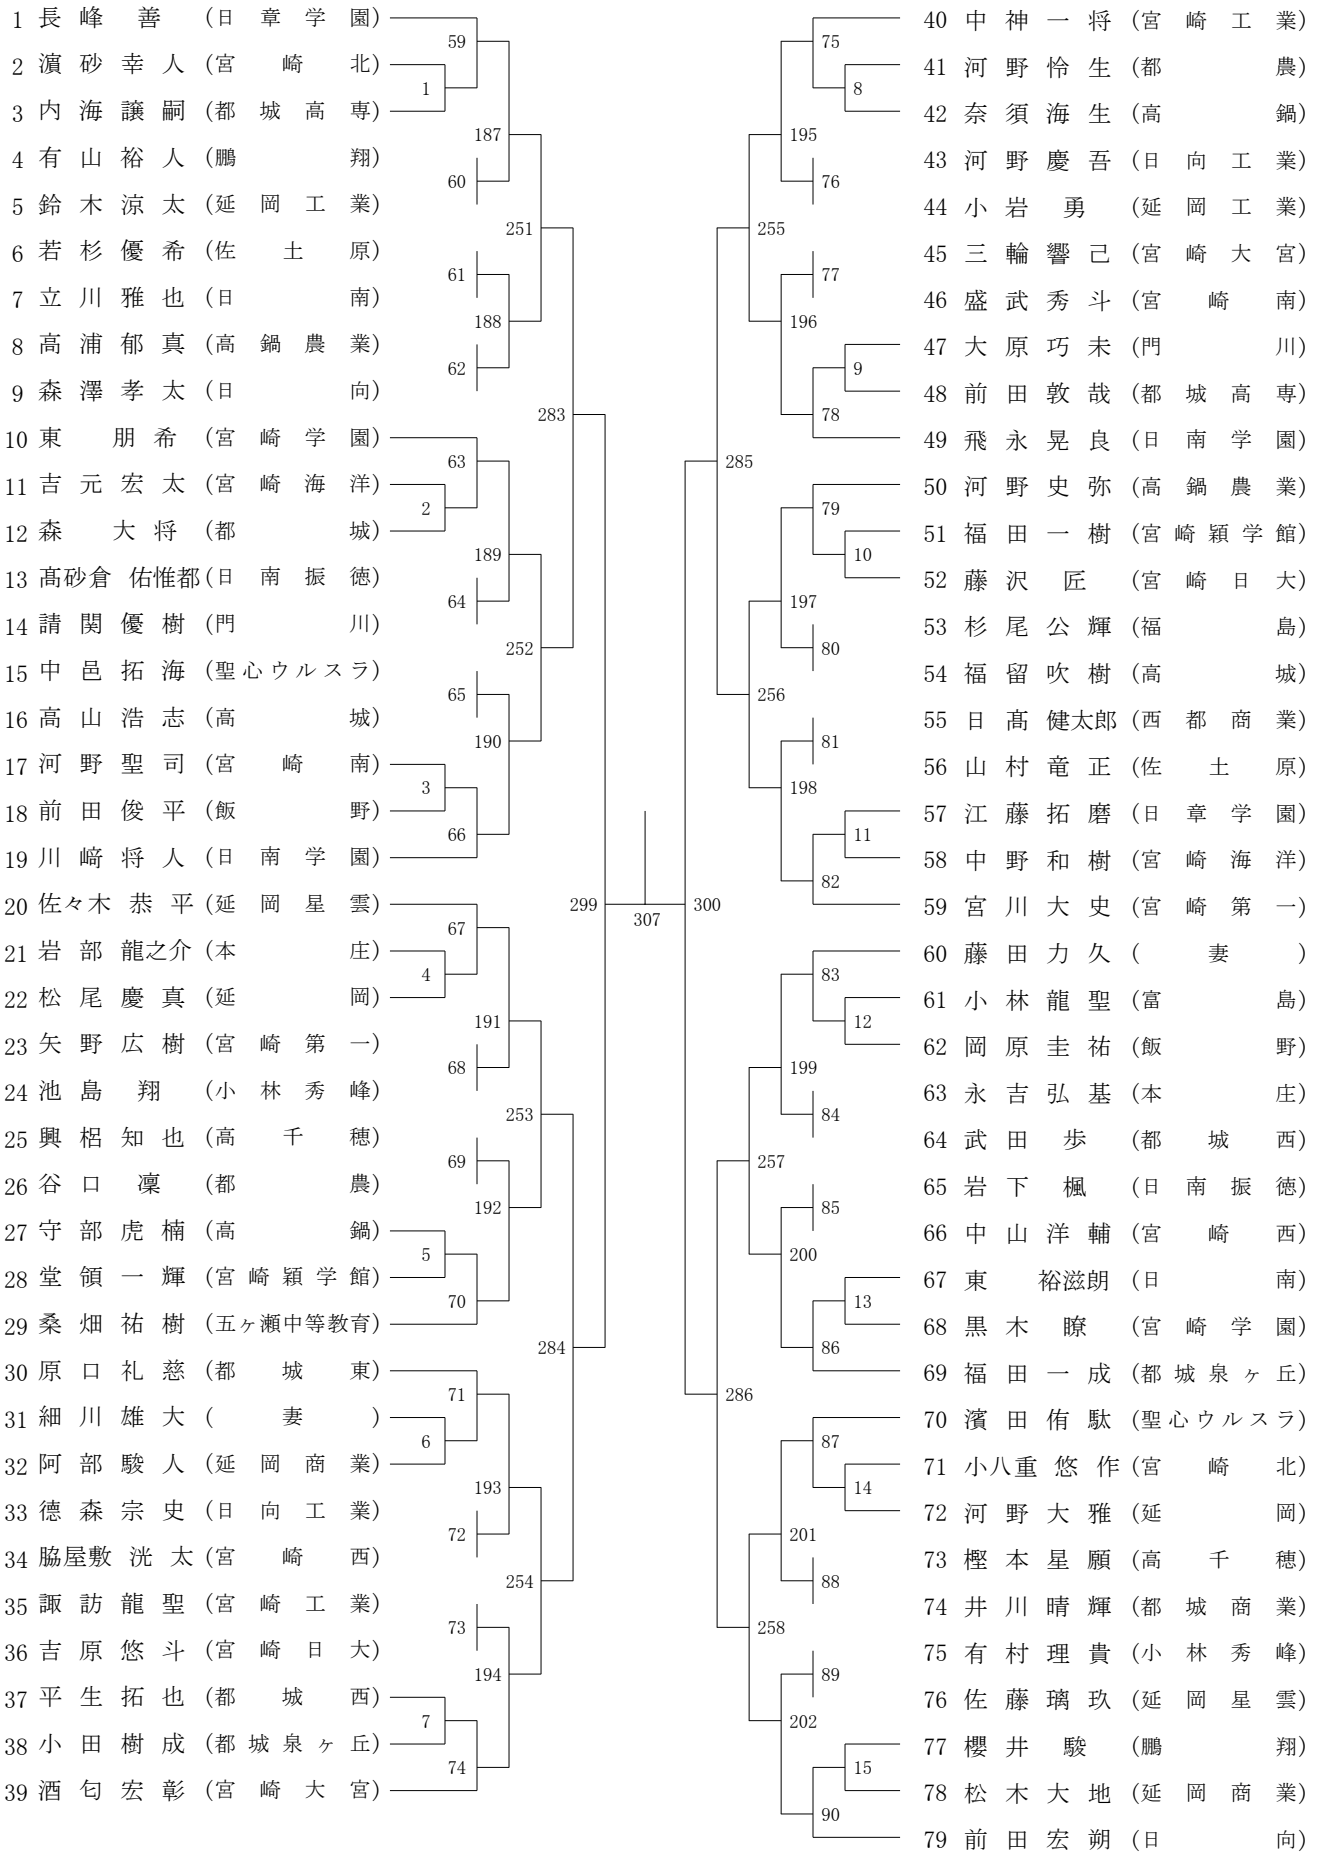 1 長峰 善 (日章学園)
2 濵砂幸人 (宮崎北)
3 内海譲嗣 (都城高専)
4 有山裕人 (鵬翔)
5 鈴木涼太 (延岡工業)
6 若杉優希 (佐土原)
7 立川雅也 (日南)
8 高浦郁真 (高鍋農業)
9 森澤孝太 (日向)
10 東 朋希 (宮崎学園)
11 吉元宏太 (宮崎海洋)
12 森 大将 (都城)
13 髙砂倉 佑惟都 (日南振徳)
14 請関優樹 (門川)
15 中邑拓海 (聖心ウルスラ)
16 高山浩志 (高城)
17 河野聖司 (宮崎南)
18 前田俊平 (飯野)
19 川﨑将人 (日南学園)
20 佐々木恭平 (延岡星雲)
21 岩部龍之介 (本庄)
22 松尾慶真 (延岡)
23 矢野広樹 (宮崎第一)
24 池島翔 (小林秀峰)
25 興梠知也 (高千穂)
26 谷口凜 (都農)
27 守部虎楠 (高鍋)
28 堂領一輝 (宮崎穎学館)
29 桑畑祐樹 (五ヶ瀬中等教育)
30 原口礼慈 (都城東)
31 細川雄大 (妻)
32 阿部駿人 (延岡商業)
33 德森宗史 (日向工業)
34 脇屋敷洸太 (宮崎西)
35 諏訪龍聖 (宮崎工業)
36 吉原悠斗 (宮崎日大)
37 平生拓也 (都城西)
38 小田樹成 (都城泉ヶ丘)
39 酒匂宏彰 (宮崎大宮)
59
1
187
60
251
61
188
62
283
63
2
189
64
252
65
190
3
66
299
67
4
191
68
253
69
192
5
70
284
71
6
193
72
254
73
194
7
74
307
300
75
8
195
76
255
77
196
9
78
285
79
10
197
80
256
81
198
11
82
83
12
199
84
257
85
200
13
86
286
87
14
201
88
258
89
202
15
90
40 中神一将 (宮崎工業)
41 河野怜生 (都農)
42 奈須海生 (高鍋)
43 河野慶吾 (日向工業)
44 小岩勇 (延岡工業)
45 三輪響己 (宮崎大宮)
46 盛武秀斗 (宮崎南)
47 大原巧未 (門川)
48 前田敦哉 (都城高専)
49 飛永晃良 (日南学園)
50 河野史弥 (高鍋農業)
51 福田一樹 (宮崎穎学館)
52 藤沢匠 (宮崎日大)
53 杉尾公輝 (福島)
54 福留吹樹 (高城)
55 日髙健太郎 (西都商業)
56 山村竜正 (佐土原)
57 江藤拓磨 (日章学園)
58 中野和樹 (宮崎海洋)
59 宮川大史 (宮崎第一)
60 藤田力久 (妻)
61 小林龍聖 (富島)
62 岡原圭祐 (飯野)
63 永吉弘基 (本庄)
64 武田歩 (都城西)
65 岩下楓 (日南振徳)
66 中山洋輔 (宮崎西)
67 東 裕滋朗 (日南)
68 黒木瞭 (宮崎学園)
69 福田一成 (都城泉ヶ丘)
70 濱田侑駄 (聖心ウルスラ)
71 小八重悠作 (宮崎北)
72 河野大雅 (延岡)
73 樫本星願 (高千穂)
74 井川晴輝 (都城商業)
75 有村理貴 (小林秀峰)
76 佐藤璃玖 (延岡星雲)
77 櫻井駿 (鵬翔)
78 松木大地 (延岡商業)
79 前田宏朔 (日向)